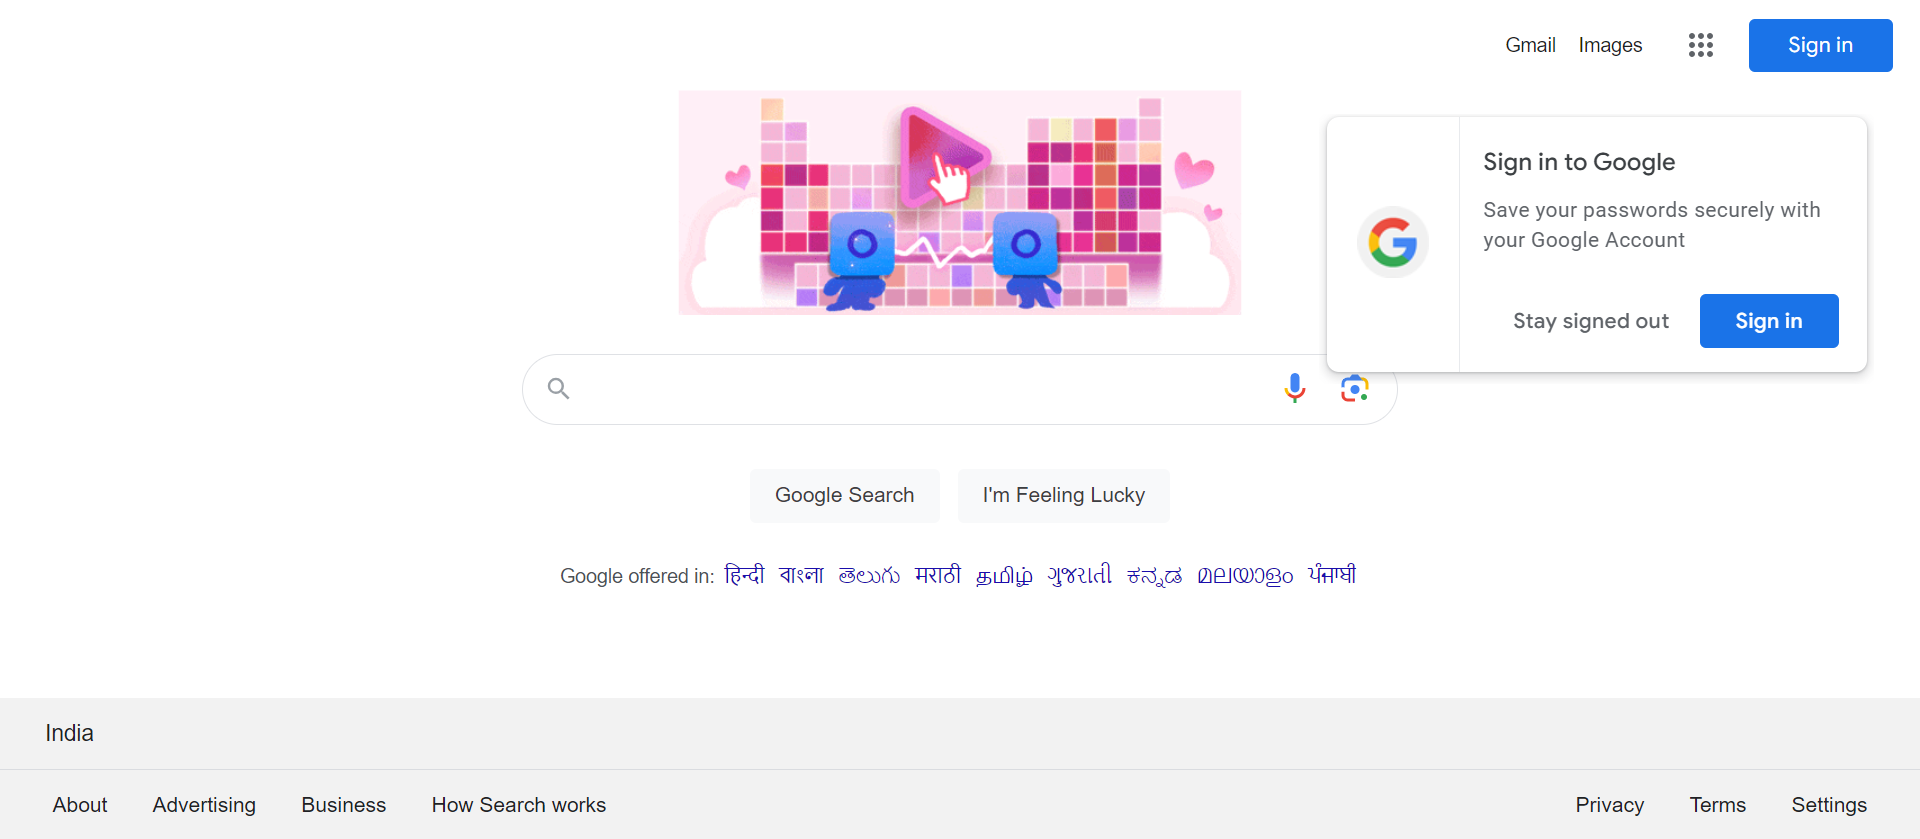 Gmail Images Sign in
Sign in to Google
Save your passwords securely with
your Google Account
Stay signed out Sign in
Google Search I'm Feeling Lucky
Google offered in: हिन्दी বাংলা తెలుగు मराठी தமிழ் ગુજરાતી ಕನ್ನಡ മലയാളം ਪੰਜਾਬੀ
India
About Advertising Business How Search works Privacy Terms Settings